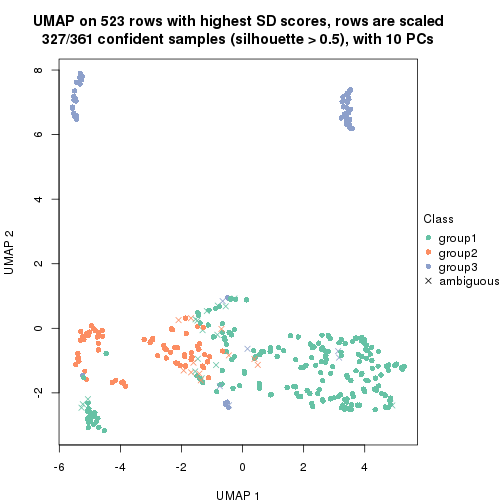 UMAP on 523 rows with highest SD scores, rows are scaled
327/361 confident samples (silhouette > 0.5), with 10 PCs
8
6
4
2
0
-2
-6
-4
-2
0
2
4
UMAP 1
UMAP 2
Class
group1
group2
group3
ambiguous